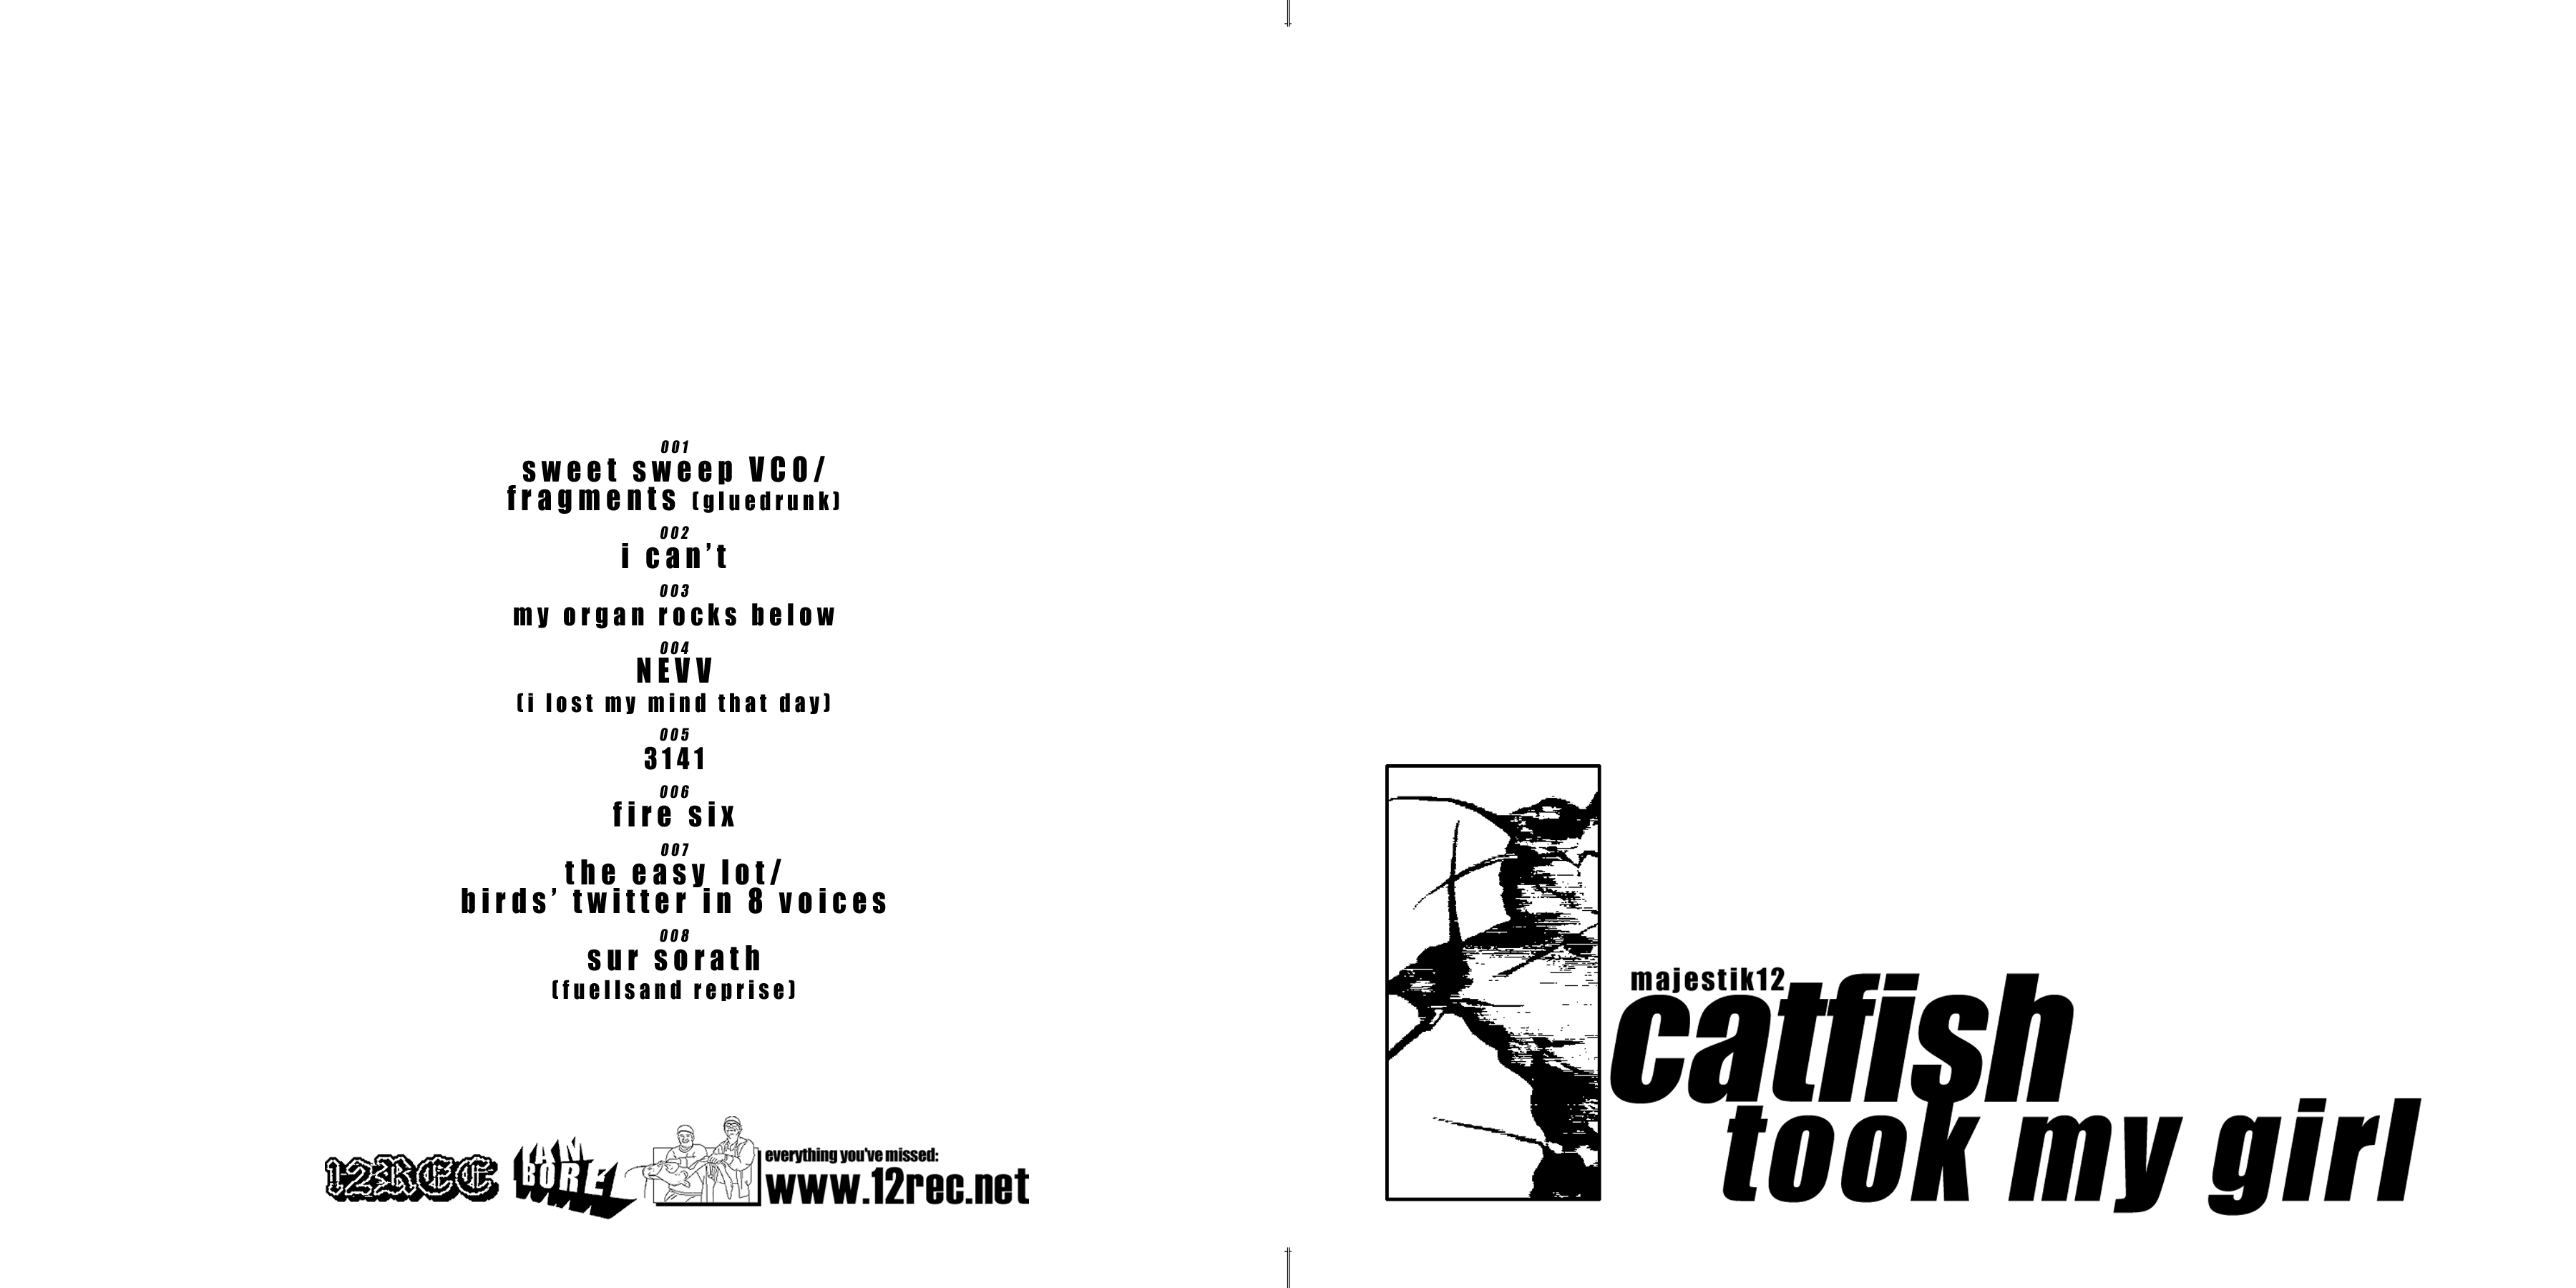 001
sweet sweep VCO/
fragments (gluedrunk)
002
i can’t
003
my organ rocks below
004
NEVV
(i lost my mind that day)
005
3141
006
fire six
007
the easy lot/
birds’ twitter in 8 voices
008
sur sorath
(fuellsand reprise)
12REC
IAM
BORE
everything you've missed:
www.12rec.net
majestik12
catfish
took my girl